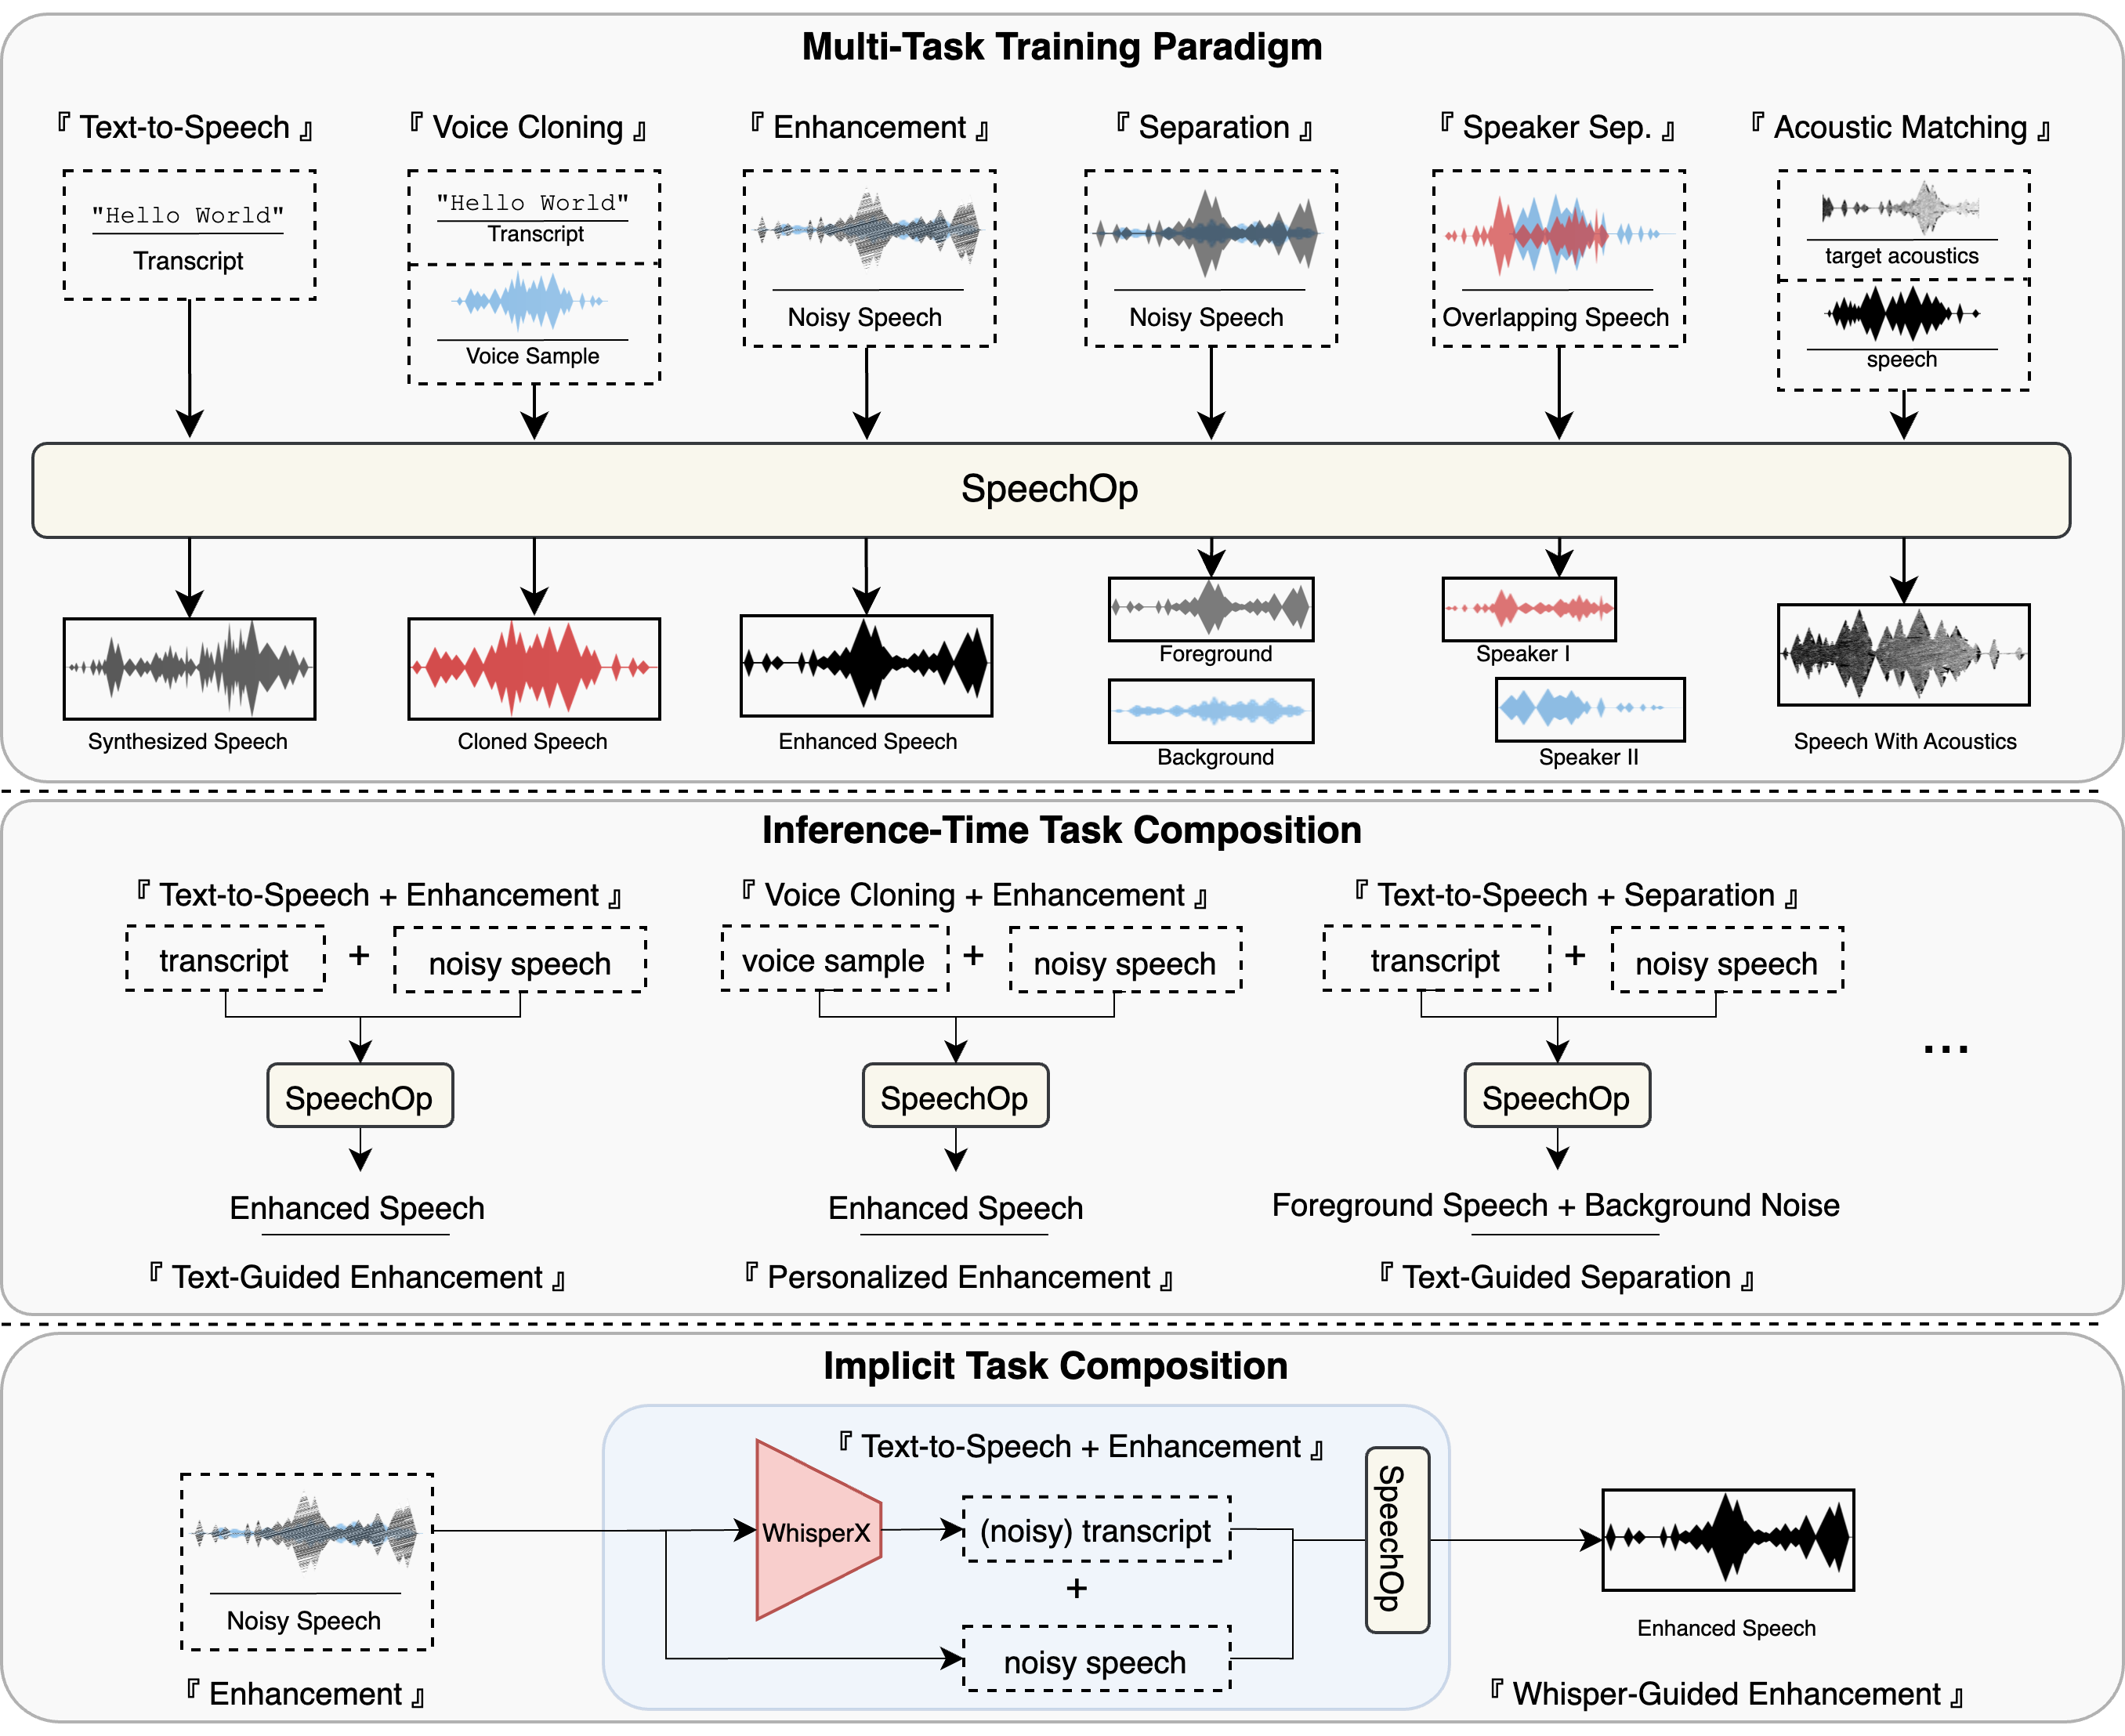 Multi-Task Training Paradigm
『 Text-to-Speech 』
『 Voice Cloning 』
『 Enhancement 』
『 Separation 』
『 Speaker Sep. 』
『 Acoustic Matching 』
"Hello World"
Transcript
"Hello World"
Transcript
Voice Sample
Noisy Speech
Noisy Speech
Overlapping Speech
target acoustics
speech
SpeechOp
Synthesized Speech
Cloned Speech
Enhanced Speech
Foreground
Background
Speaker I
Speaker II
Speech With Acoustics
Inference-Time Task Composition
『 Text-to-Speech + Enhancement 』
transcript + noisy speech
SpeechOp
Enhanced Speech
『 Text-Guided Enhancement 』
『 Voice Cloning + Enhancement 』
voice sample + noisy speech
SpeechOp
Enhanced Speech
『 Personalized Enhancement 』
『 Text-to-Speech + Separation 』
transcript + noisy speech
SpeechOp
Foreground Speech + Background Noise
『 Text-Guided Separation 』
...
Implicit Task Composition
Noisy Speech
『 Enhancement 』
『 Text-to-Speech + Enhancement 』
WhisperX
(noisy) transcript
+
noisy speech
SpeechOp
Enhanced Speech
『 Whisper-Guided Enhancement 』